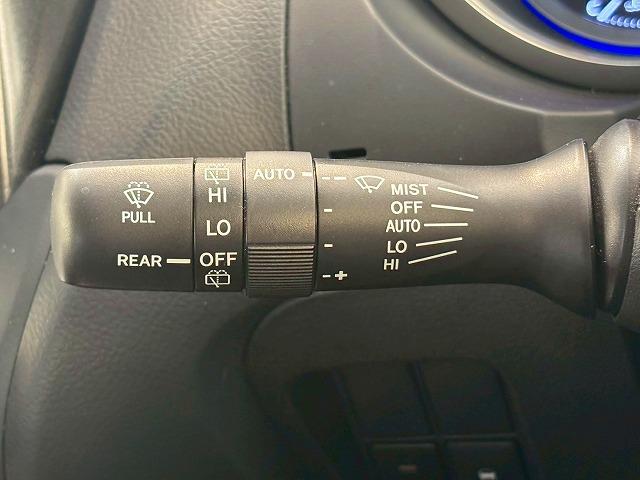 PULL
REAR
HI
LO
OFF
AUTO
- -
-
-
-+
MIST
OFF
AUTO
LO
HI